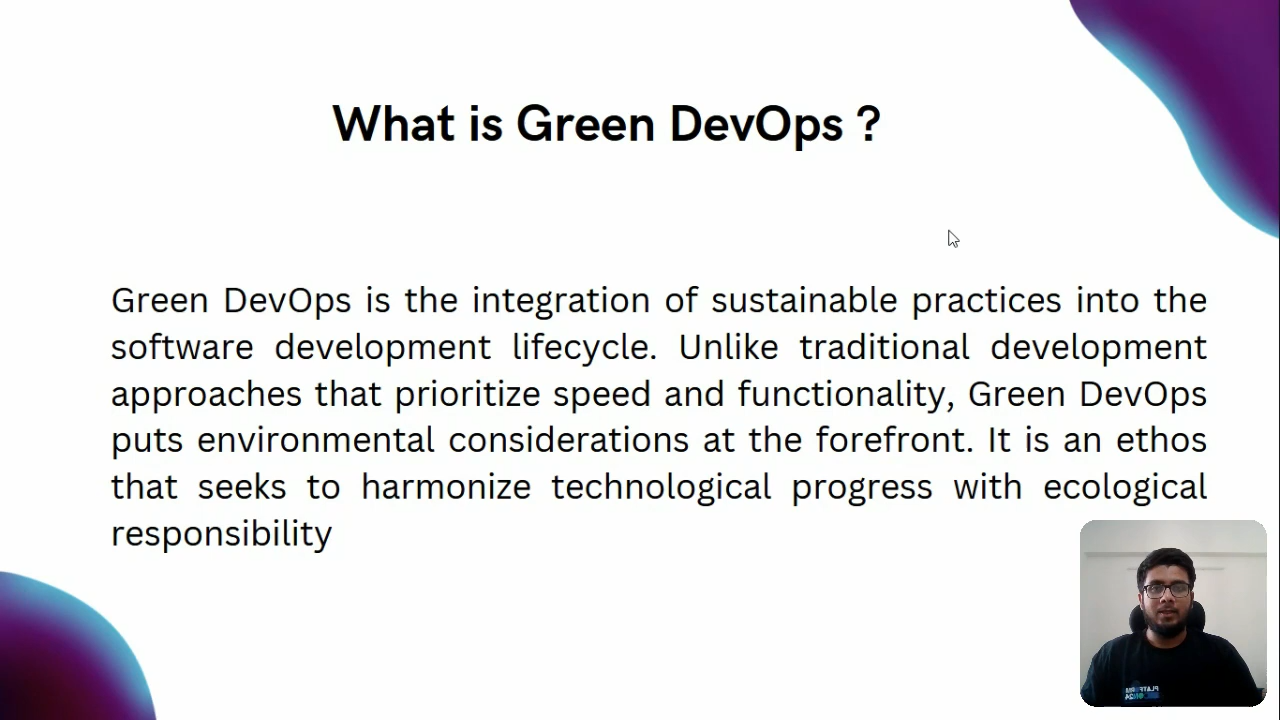 What is Green DevOps ?
Green DevOps is the integration of sustainable practices into the
software development lifecycle. Unlike traditional development
approaches that prioritize speed and functionality, Green DevOps
puts environmental considerations at the forefront. It is an ethos
that seeks to harmonize technological progress with ecological
responsibility